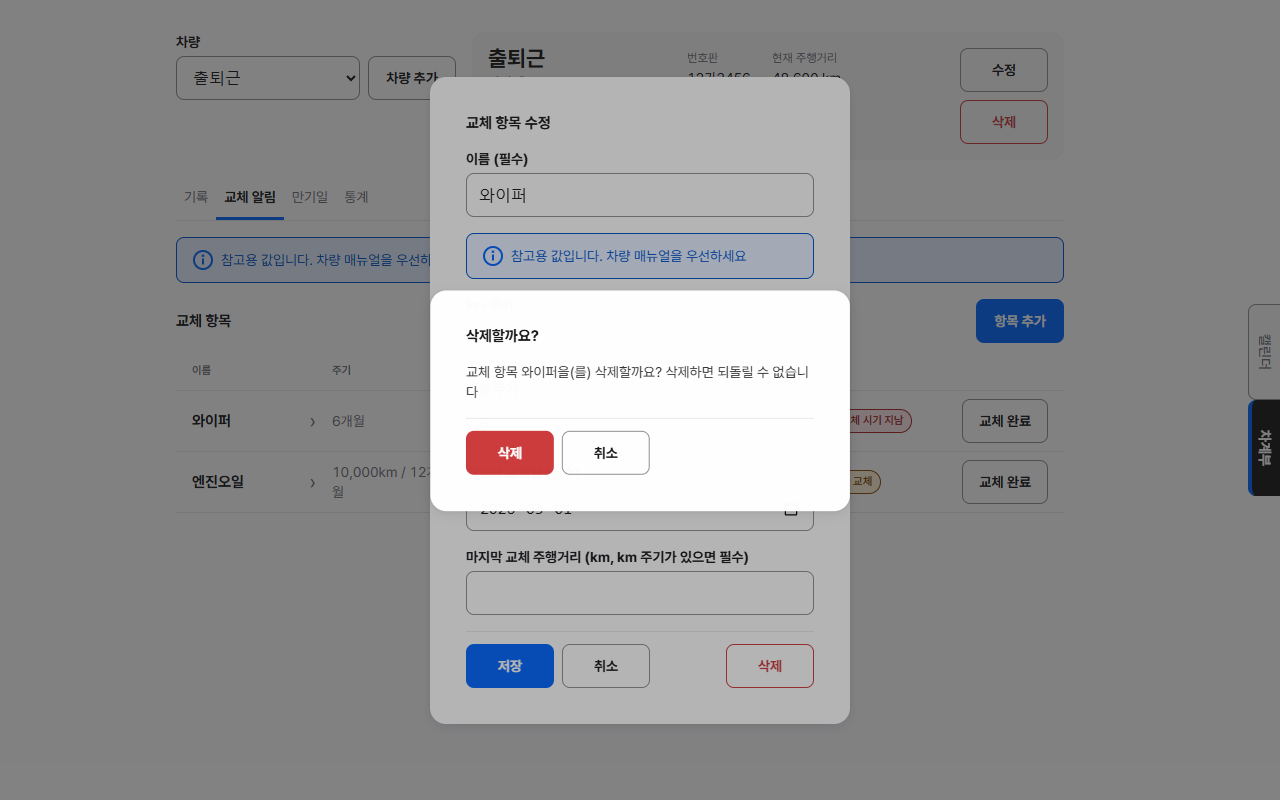 차량
출퇴근
차량 추가
출퇴근
번호판
현재 주행거리
수정
삭제
기록
교체 알림
만기일
통계
참고용 값입니다. 차량 매뉴얼을 우선하
교체 항목
항목 추가
이름
주기
와이퍼
6개월
체 시기 지남
교체 완료
엔진오일
10,000km / 12
월
교체
교체 완료
캘린더
차계부
교체 항목 수정
이름 (필수)
와이퍼
참고용 값입니다. 차량 매뉴얼을 우선하세요
삭제할까요?
교체 항목 와이퍼을(를) 삭제할까요? 삭제하면 되돌릴 수 없습니
다
삭제
취소
마지막 교체 주행거리 (km, km 주기가 있으면 필수)
저장
취소
삭제